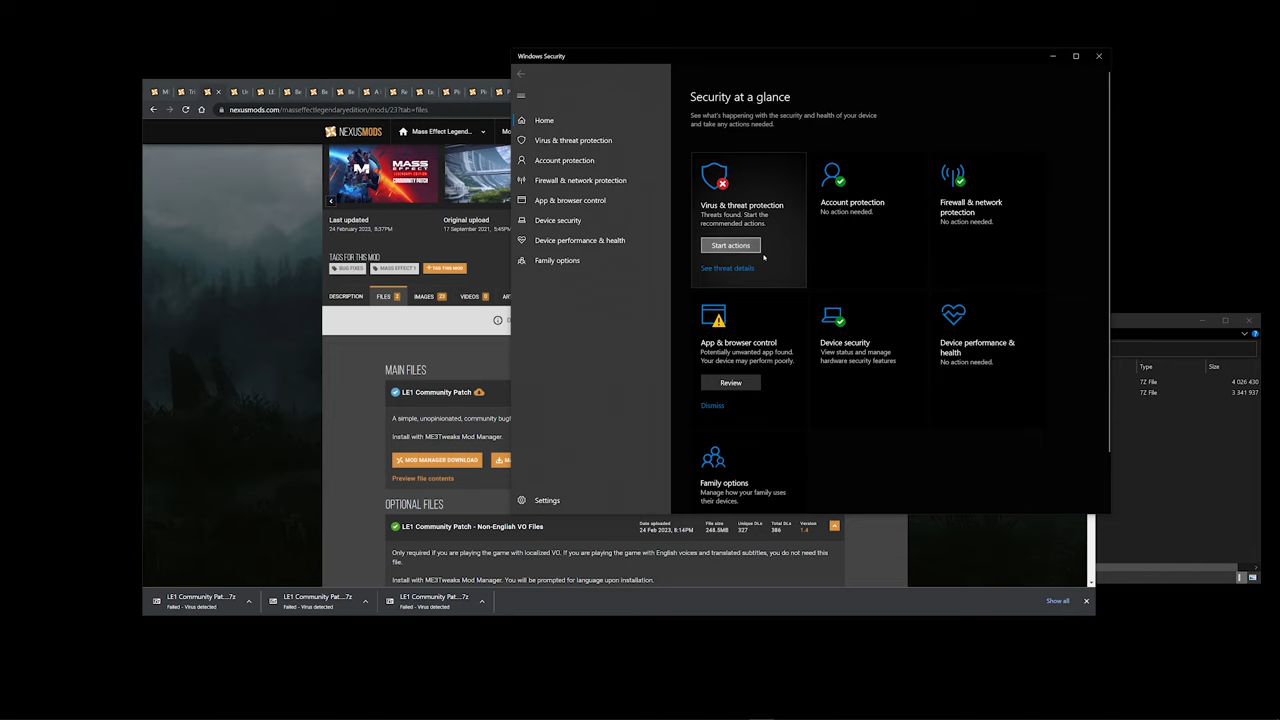 Windows Security
nexusmods.com/masseffectlegendaryedition/mods/23?tab=files
NEXUSMODS
Mass Effect Legend...
MASS
EFFECT
COMMUNITY PATCH
Last updated
24 February 2023, 8:37PM
Original upload
17 September 2021, 5:45PM
TAGS FOR THIS MOD
BUG FIXES
MASS EFFECT 1
+ TAG THIS MOD
DESCRIPTION
FILES
IMAGES 23
VIDEOS 0
MAIN FILES
LE1 Community Patch
A simple, unopinionated, community bugf
Install with ME3Tweaks Mod Manager.
MOD MANAGER DOWNLOAD
Preview file contents
OPTIONAL FILES
LE1 Community Patch - Non-English VO Files
Date uploaded
24 Feb 2023, 8:14PM
File size
248.5MB
Unique DLs
327
Total DLs
386
Version
1.4
Only required if you are playing the game with localized VO. If you are playing the game with English voices and translated subtitles, you do not need this
file.
Install with ME3Tweaks Mod Manager. You will be prompted for language upon installation.
LE1 Community Pat....7z
Failed - Virus detected
LE1 Community Pat....7z
Failed - Virus detected
LE1 Community Pat....7z
Failed - Virus detected
Show all
Home
Virus & threat protection
Account protection
Firewall & network protection
App & browser control
Device security
Device performance & health
Family options
Settings
Security at a glance
See what's happening with the security and health of your device
and take any actions needed.
Virus & threat protection
Threats found. Start the
recommended actions.
Start actions
See threat details
Account protection
No action needed.
Firewall & network
protection
No action needed.
App & browser control
Potentially unwanted app found.
Your device may perform poorly.
Review
Dismiss
Device security
View status and manage
hardware security features
Device performance &
health
No action needed.
Family options
Manage how your family uses
their devices.
Type
Size
7Z File
4 026 430
7Z File
3 341 937